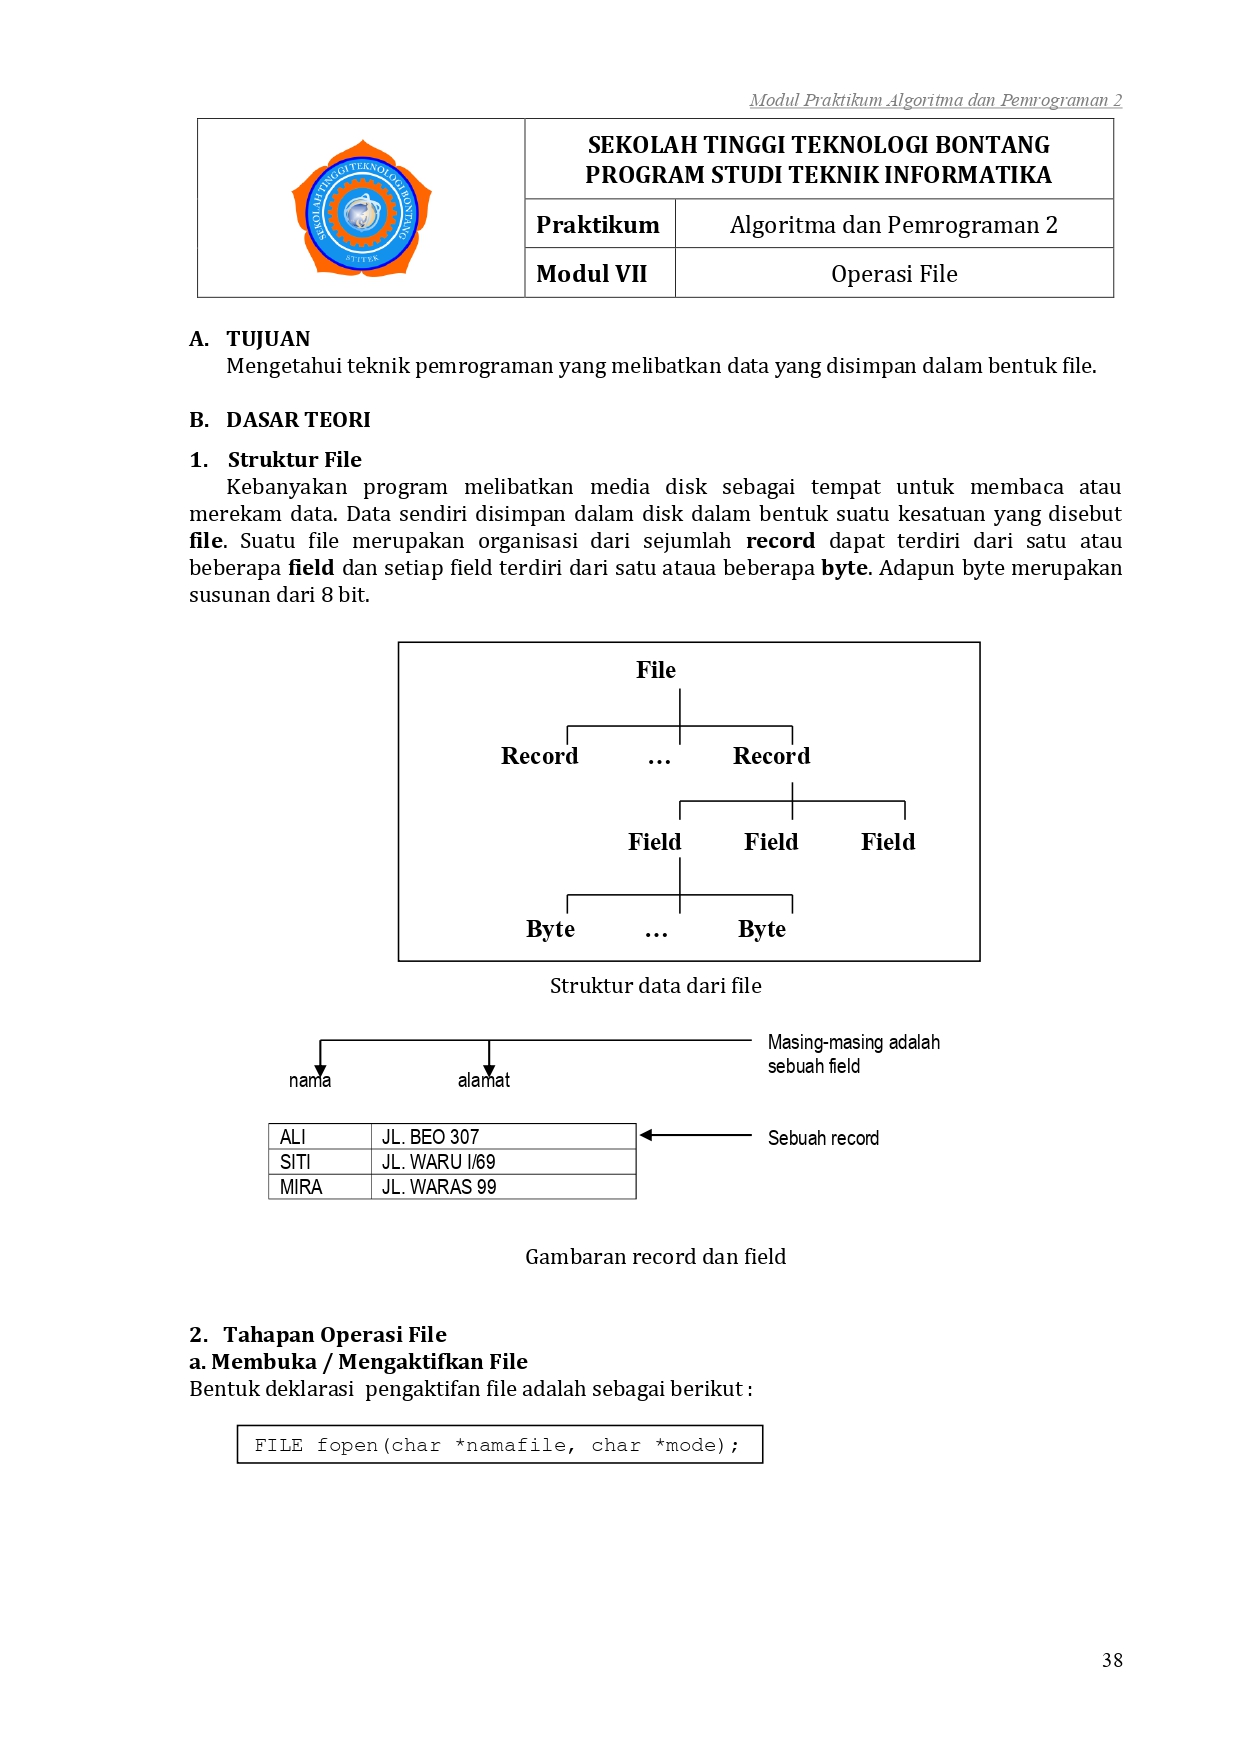 Modul Praktikum Algoritma dan Pemrograman 2
SEKOLAH TINGGI TEKNOLOGI BONTANG
STITEK
SEKOLAH TINGGI TEKNOLOGI BONTANG
PROGRAM STUDI TEKNIK INFORMATIKA
Praktikum Algoritma dan Pemrograman 2
Modul VII Operasi File
A. TUJUAN
Mengetahui teknik pemrograman yang melibatkan data yang disimpan dalam bentuk file.
B. DASAR TEORI
1. Struktur File
Kebanyakan program melibatkan media disk sebagai tempat untuk membaca atau
merekam data. Data sendiri disimpan dalam disk dalam bentuk suatu kesatuan yang disebut
file. Suatu file merupakan organisasi dari sejumlah record dapat terdiri dari satu atau
beberapa field dan setiap field terdiri dari satu ataua beberapa byte. Adapun byte merupakan
susunan dari 8 bit.
File
Record … Record
Field Field Field
Byte … Byte
Struktur data dari file
Masing-masing adalah
sebuah field
nama alamat
ALI JL. BEO 307
Sebuah record
SITI JL. WARU I/69
MIRA JL. WARAS 99
Gambaran record dan field
2. Tahapan Operasi File
a. Membuka / Mengaktifkan File
Bentuk deklarasi pengaktifan file adalah sebagai berikut :
FILE fopen(char *namafile, char *mode);
38